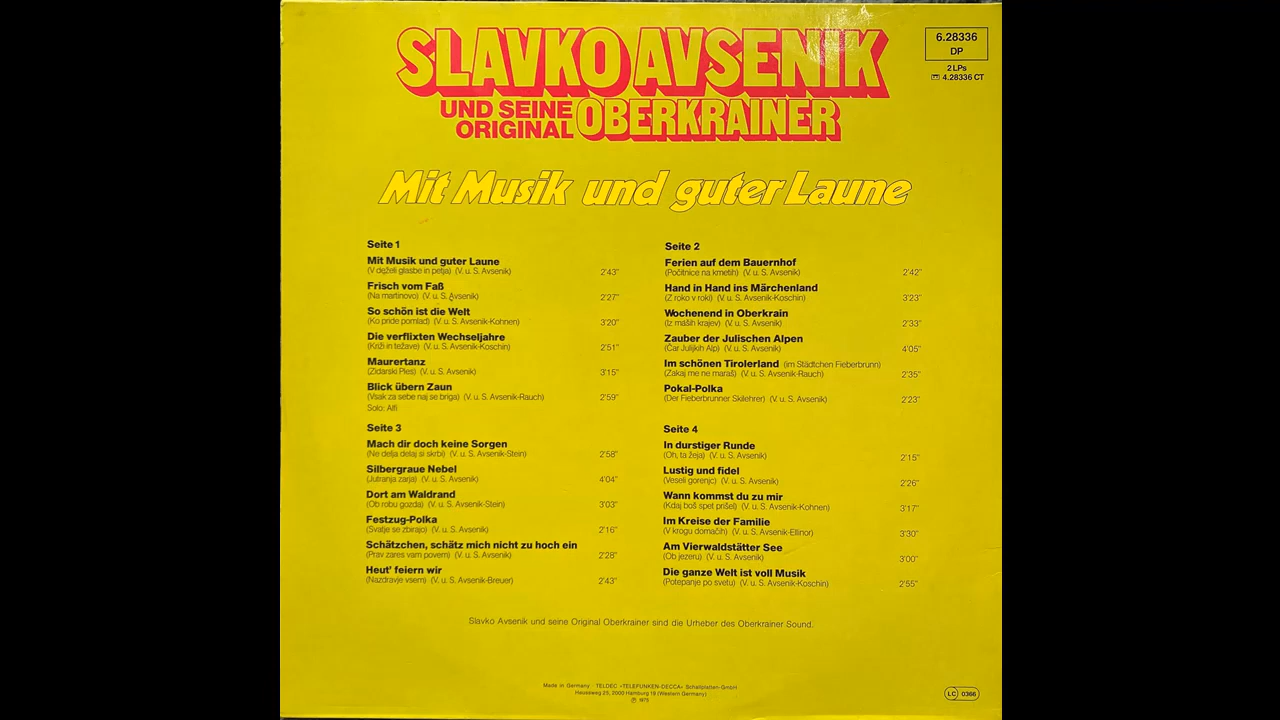 SLAVKO AVSENIK
UND SEINE
ORIGINAL OBERKRAINER
6.28336
DP
2 LPs
4.28336 CT
Mit Musik und guter Laune
Seite 1
Mit Musik und guter Laune
(V deželi glasbe in petja) (V. u. S. Avsenik) 2'43"
Frisch vom Faß
(Na martinovo) (V. u. S. Avsenik) 2'27"
So schön ist die Welt
(Ko pride pomlad) (V. u. S. Avsenik-Kohnen) 3'20"
Die verflixten Wechseljahre
(Križi in težave) (V. u. S. Avsenik-Koschin) 2'51"
Maurertanz
(Zidarski Ples) (V. u. S. Avsenik) 3'15"
Blick übern Zaun
(Vsak za sebe naj se briga) (V. u. S. Avsenik-Rauch) 2'59"
Solo: Alfi
Seite 2
Ferien auf dem Bauernhof
(Počitnice na kmetih) (V. u. S. Avsenik) 2'42"
Hand in Hand ins Märchenland
(Z roko v roki) (V. u. S. Avsenik-Koschin) 3'23"
Wochenend in Oberkrain
(Iz máših krajev) (V. u. S. Avsenik) 2'33"
Zauber der Julischen Alpen
(Čar Julijkih Alp) (V. u. S. Avsenik) 4'05"
Im schönen Tirolerland (im Städtchen Fieberbrunn)
(Zakaj me ne maraš) (V. u. S. Avsenik-Rauch) 2'35"
Pokal-Polka
(Der Fieberbrunner Skilehrer) (V. u. S. Avsenik) 2'23"
Seite 3
Mach dir doch keine Sorgen
(Ne delja delaj si skrbi) (V. u. S. Avsenik-Stein) 2'58"
Silbergraue Nebel
(Jutranja zarja) (V. u. S. Avsenik) 4'04"
Dort am Waldrand
(Ob robu gozda) (V. u. S. Avsenik-Stein) 3'03"
Festzug-Polka
(Svatje se zbirajo) (V. u. S. Avsenik) 2'16"
Schätzchen, schätz mich nicht zu hoch ein
(Prav zares vam povem) (V. u. S. Avsenik) 2'28"
Heut' feiern wir
(Nazdravje vsem) (V. u. S. Avsenik-Breuer) 2'43"
Seite 4
In durstiger Runde
(Oh, ta žeja) (V. u. S. Avsenik) 2'15"
Lustig und fidel
(Veseli gorenjc) (V. u. S. Avsenik) 2'26"
Wann kommst du zu mir
(Kdaj boš spet prišel) (V. u. S. Avsenik-Kohnen) 3'17"
Im Kreise der Familie
(V krogu domačih) (V. u. S. Avsenik-Ellinor) 3'30"
Am Vierwaldstätter See
(Ob jezeru) (V. u. S. Avsenik) 3'00"
Die ganze Welt ist voll Musik
(Potepanje po svetu) (V. u. S. Avsenik-Koschin) 2'55"
Slavko Avsenik und seine Original Oberkrainer sind die Urheber des Oberkrainer Sound.
Made in Germany · TELDEC »TELEFUNKEN-DECCA« Schallplatten-GmbH
Heussweg 25, 2000 Hamburg 19 (Western Germany)
Ⓟ 1975
LC 0366